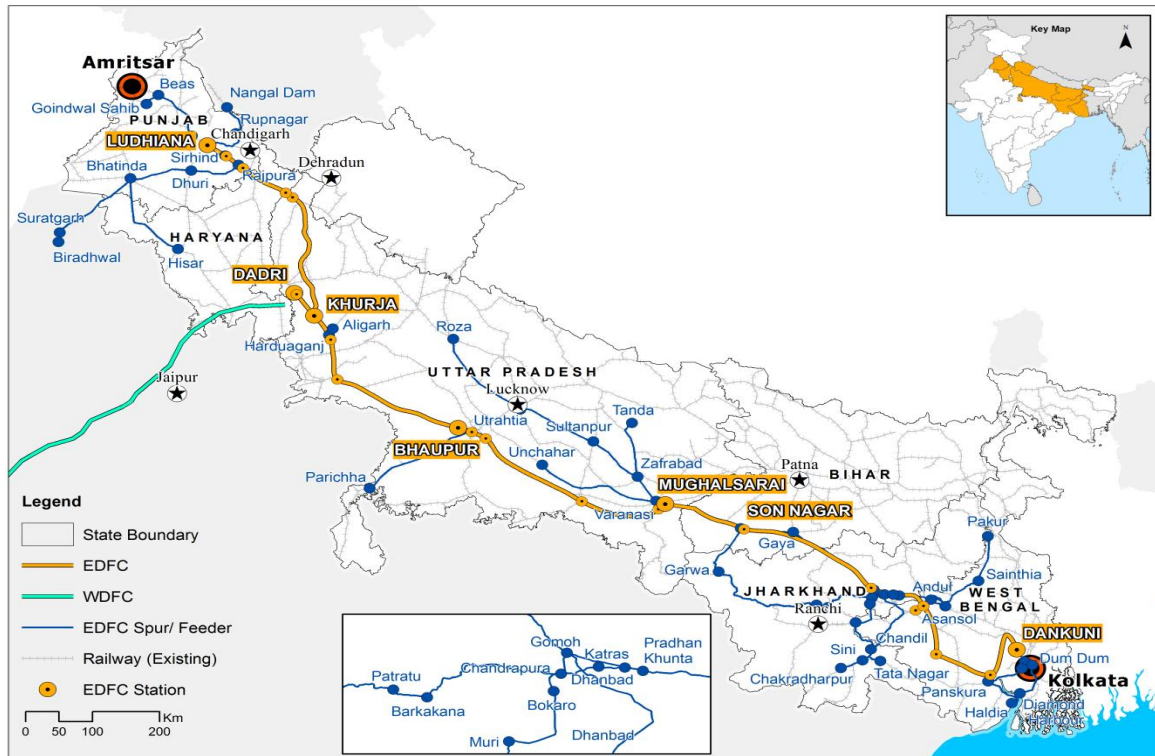 Key Map
N
Amritsar
Beas
Goindwal Sahib
Nangal Dam
PUNJAB
Rupnagar
Chandigarh
LUDHIANA
Sirhind
Dehradun
Bhatinda
Rajpura
Dhuri
Suratgarh
HARYANA
Biradhwal
Hisar
DADRI
KHURJA
Aligarh
Roza
Harduaganj
UTTAR PRADESH
Jaipur
Lucknow
Utrahtia
Tanda
Sultanpur
BHAUPUR
Unchahar
Zafrabad
Patna
BIHAR
Parichha
MUGHALSARAI
Varanasi
SON NAGAR
Pakur
Gaya
Garwa
Sainthia
JHARKHAND
Andul
WEST
BENGAL
Ranchi
Asansol
DANKUNI
Chandil
Sini
Dum Dum
Chakradharpur
Tata Nagar
Panskura
Kolkata
Haldia
Diamond
Harbour
Legend
State Boundary
EDFC
WDFC
EDFC Spur/ Feeder
Railway (Existing)
EDFC Station
Km
0 50 100 200
Gomoh
Pradhan
Khunta
Katras
Chandrapura
Dhanbad
Patratu
Barkakana
Bokaro
Muri
Dhanbad